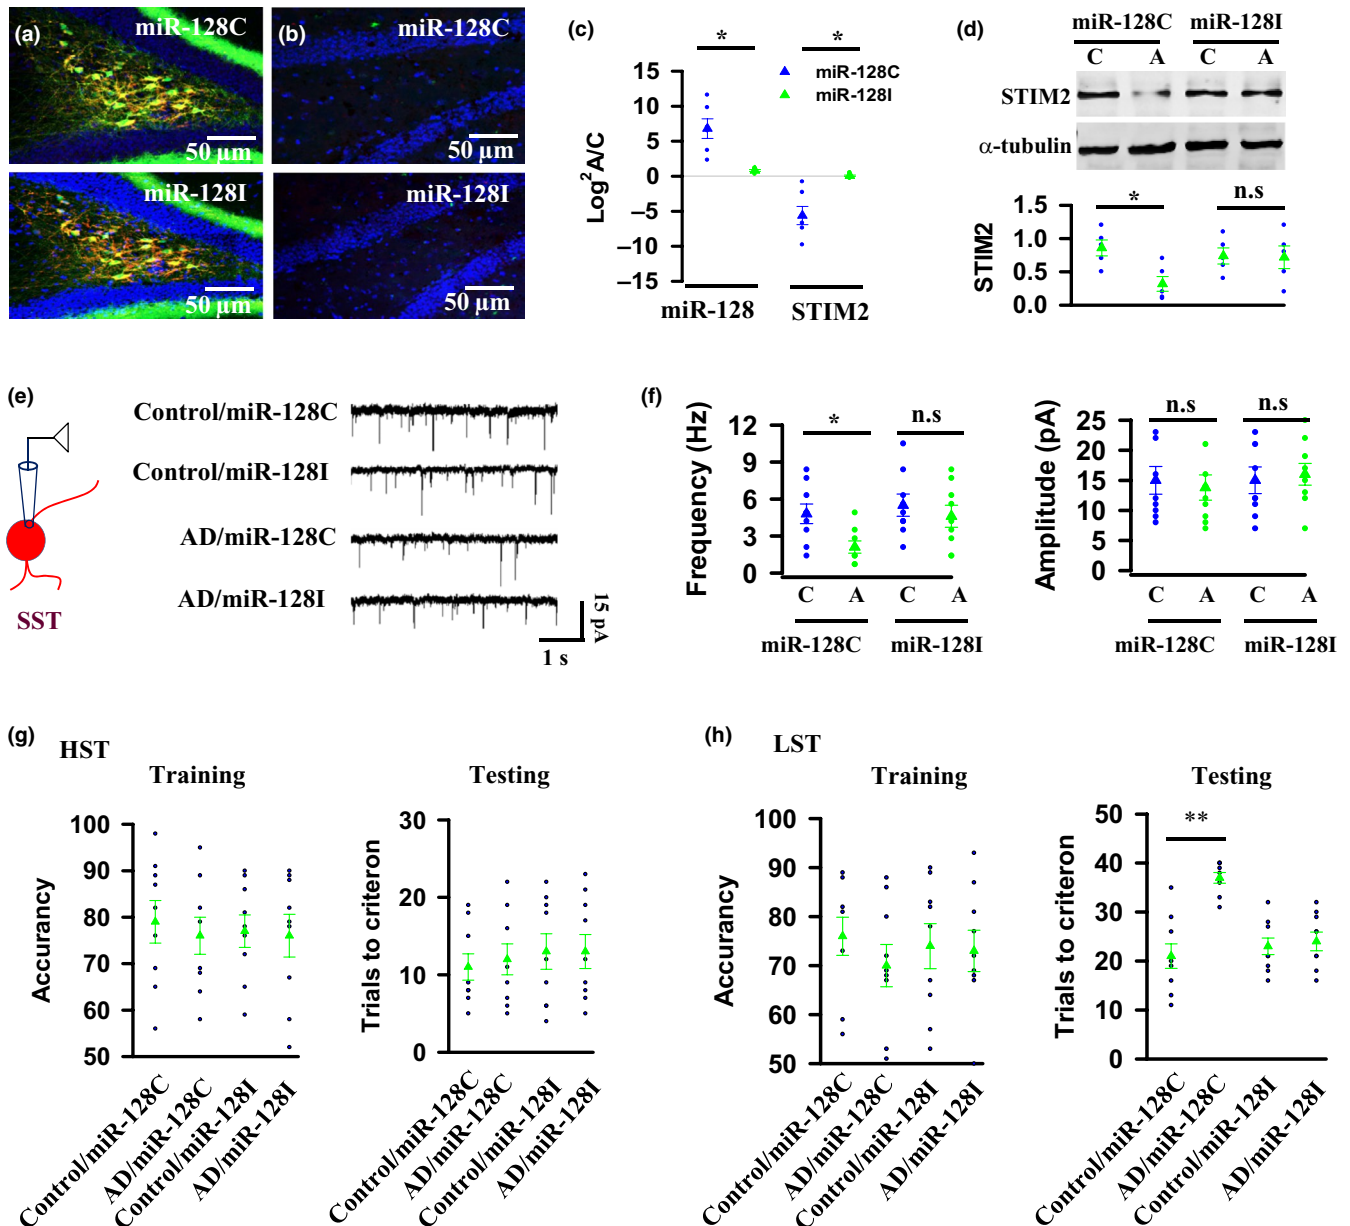 (a)
miR-128C
50 µm
miR-128I
50 µm
(b)
miR-128C
50 µm
miR-128I
50 µm
(c)
* *
miR-128C
miR-128I
Log²A/C
15
10
5
0
–5
–10
–15
miR-128 STIM2
(d)
miR-128C miR-128I
C A C A
STIM2
α-tubulin
* n.s
STIM2
1.5
1.0
0.5
0.0
(e)
SST
Control/miR-128C
Control/miR-128I
AD/miR-128C
AD/miR-128I
15 pA
1 s
(f)
Frequency (Hz)
12
9
6
3
0
* n.s
C A C A
miR-128C miR-128I
Amplitude (pA)
25
20
15
10
5
0
n.s n.s
C A C A
miR-128C miR-128I
(g)
HST
Training
Accurancy
100
90
80
70
60
50
Control/miR-128C
AD/miR-128C
Control/miR-128I
AD/miR-128I
Testing
Trials to criteron
30
20
10
0
Control/miR-128C
AD/miR-128C
Control/miR-128I
AD/miR-128I
(h)
LST
Training
Accurancy
100
90
80
70
60
50
Control/miR-128C
AD/miR-128C
Control/miR-128I
AD/miR-128I
Testing
Trials to criteron
50
40
30
20
10
0
**
Control/miR-128C
AD/miR-128C
Control/miR-128I
AD/miR-128I